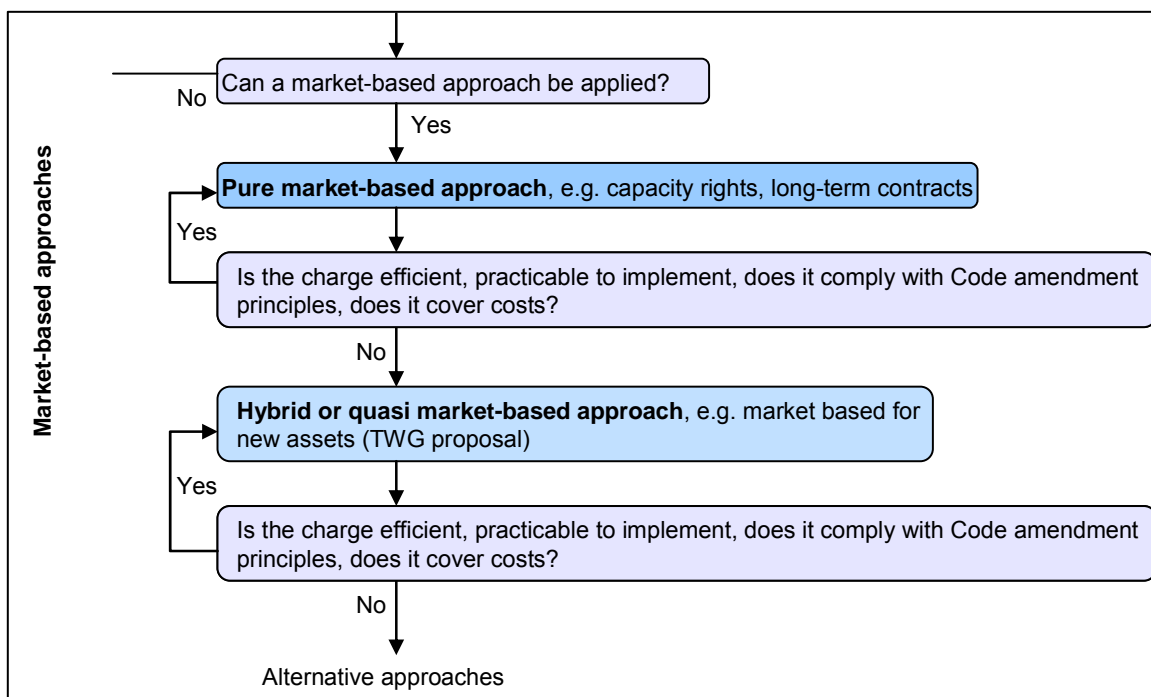 Can a market-based approach be applied?
No
Yes
Market-based approaches
Pure market-based approach, e.g. capacity rights, long-term contracts
Yes
Is the charge efficient, practicable to implement, does it comply with Code amendment
principles, does it cover costs?
No
Hybrid or quasi market-based approach, e.g. market based for
new assets (TWG proposal)
Yes
Is the charge efficient, practicable to implement, does it comply with Code amendment
principles, does it cover costs?
No
Alternative approaches